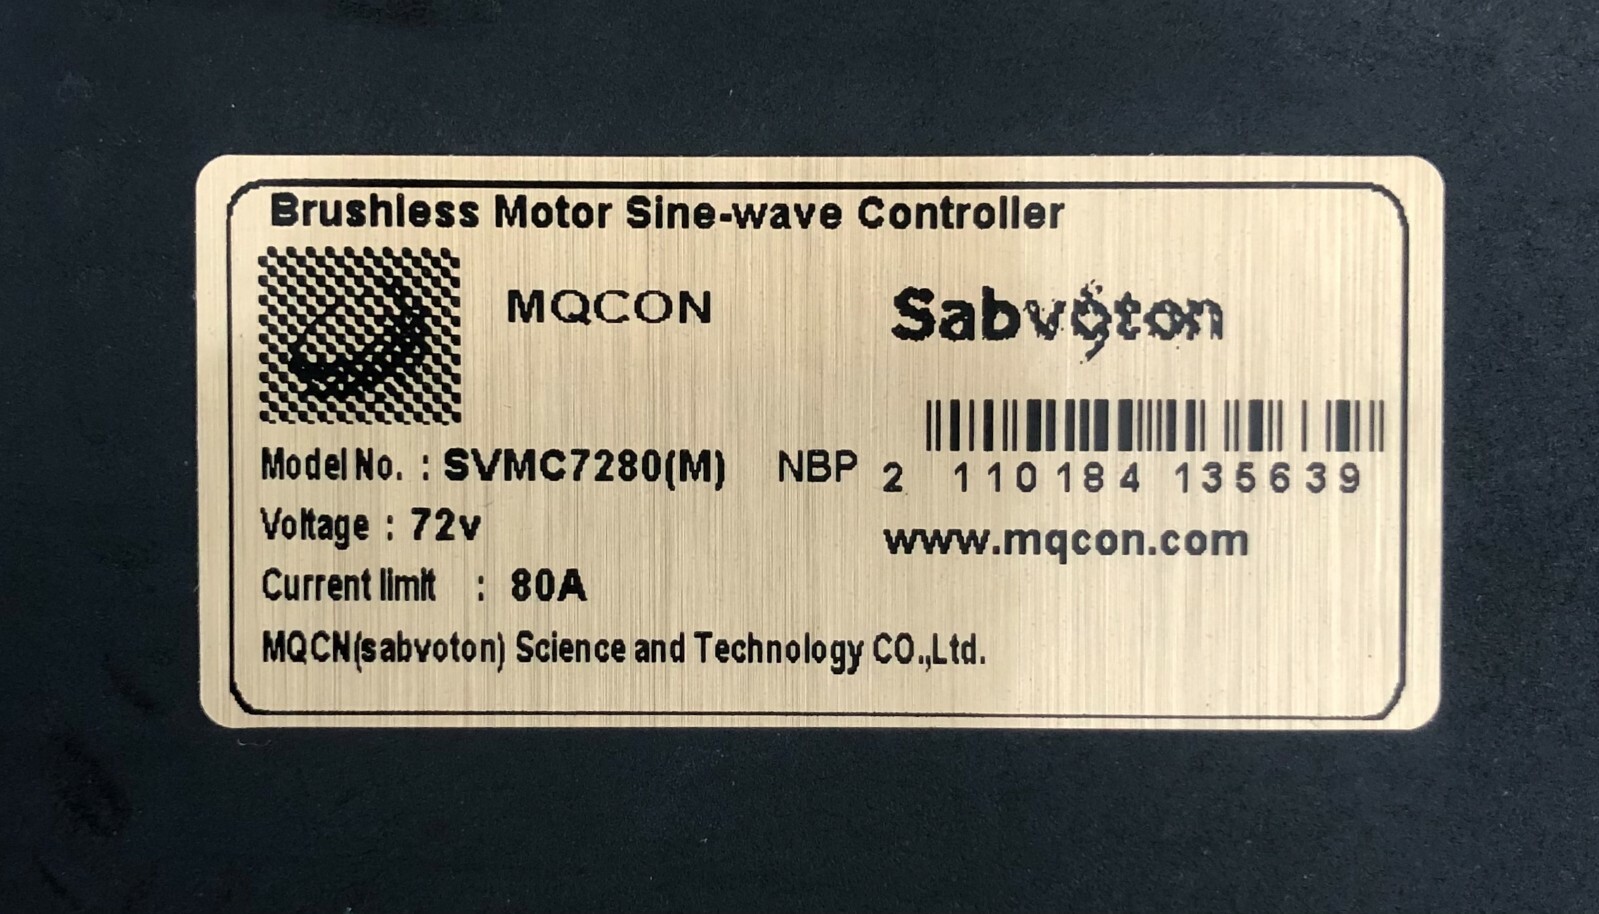 Brushless Motor Sine-wave Controller
MQCON
Sabvoton
Model No. : SVMC7280(M) NBP
2 110184 135639
Voltage : 72v
www.mqcon.com
Current limit : 80A
MQCN(sabvoton) Science and Technology CO.,Ltd.